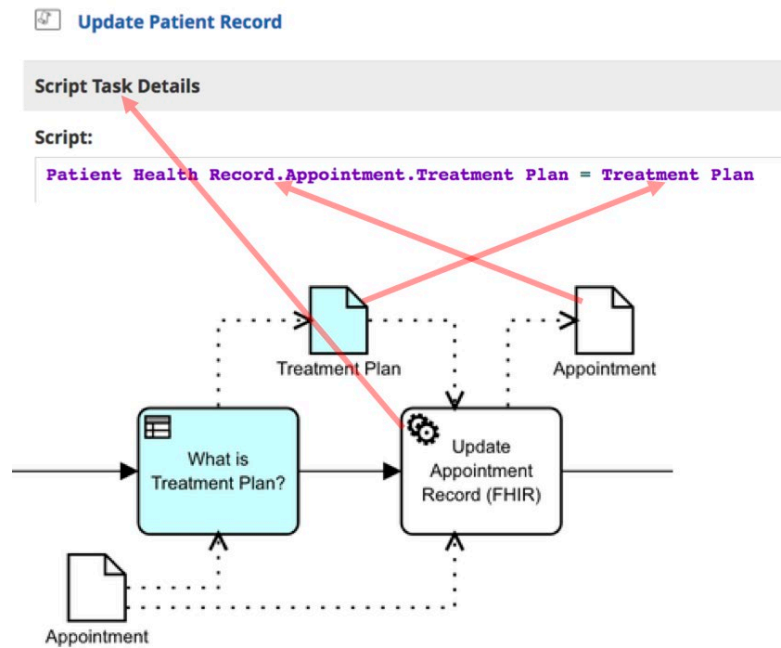 Update Patient Record
Script Task Details
Script:
Patient Health Record.Appointment.Treatment Plan = Treatment Plan
Treatment Plan
Appointment
What is
Treatment Plan?
Update
Appointment
Record (FHIR)
Appointment